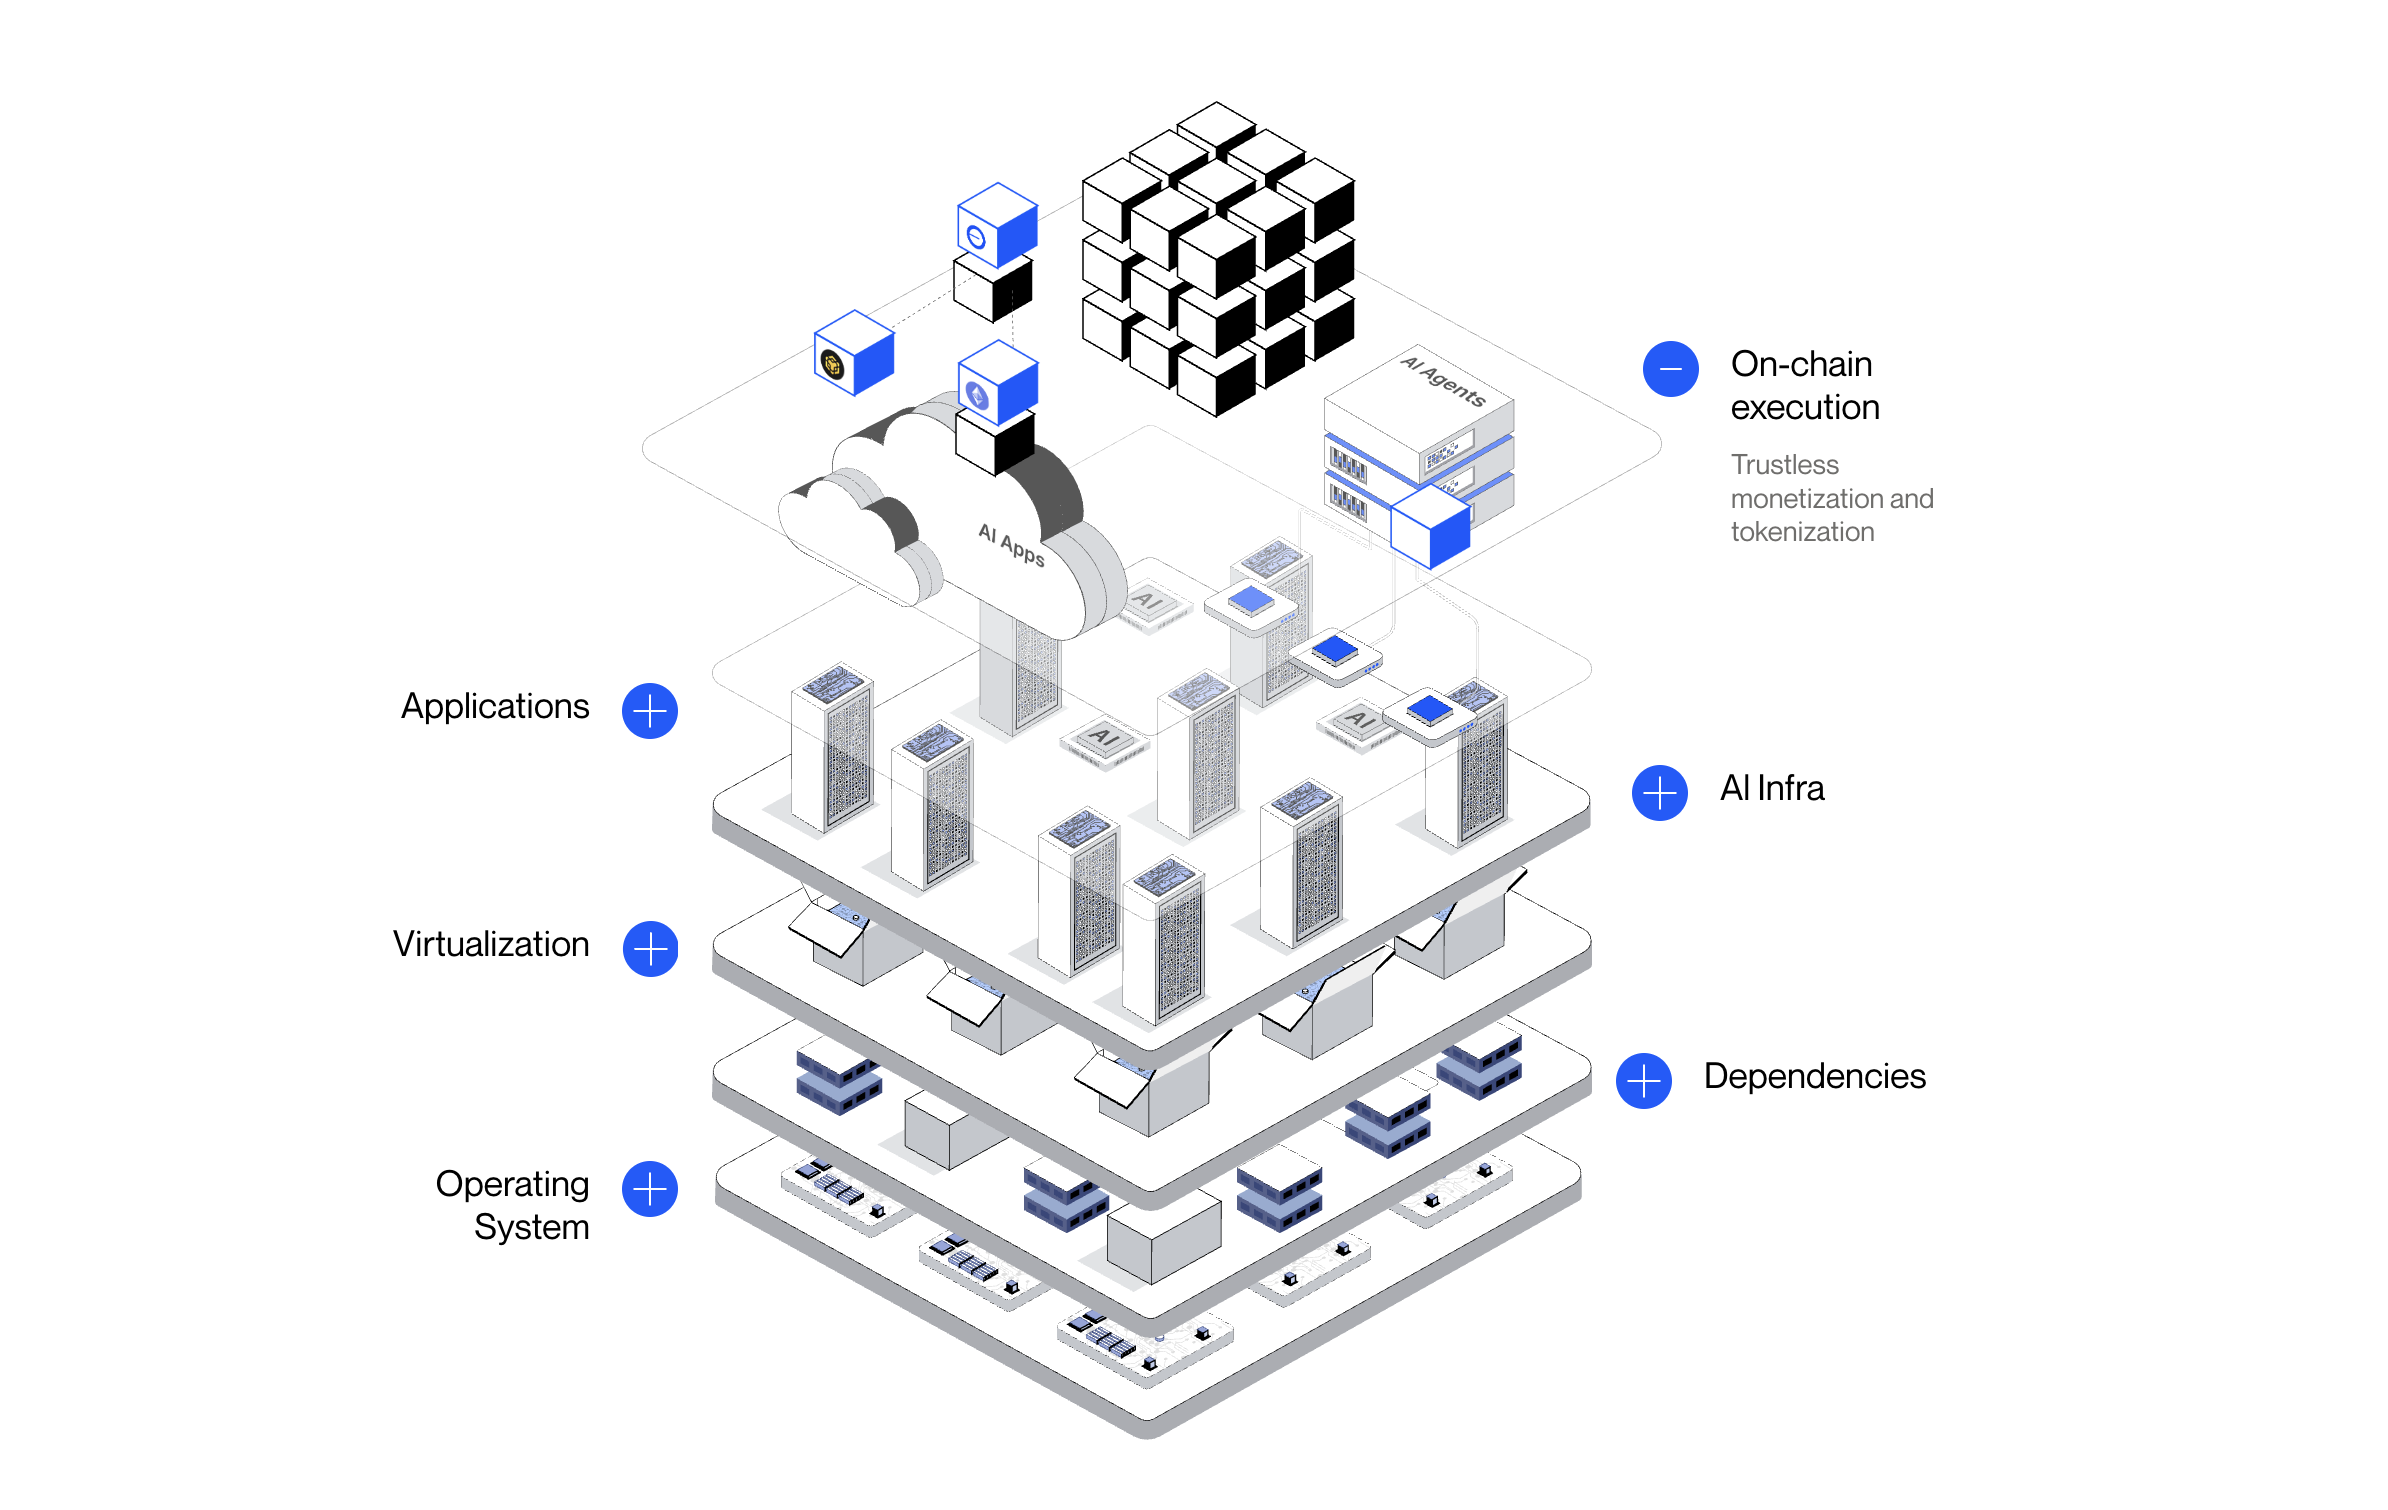 AI Agents
On-chain
execution
Trustless
monetization and
tokenization
AI Apps
AI
Applications
AI
AI
AI Infra
Virtualization
Dependencies
Operating
System